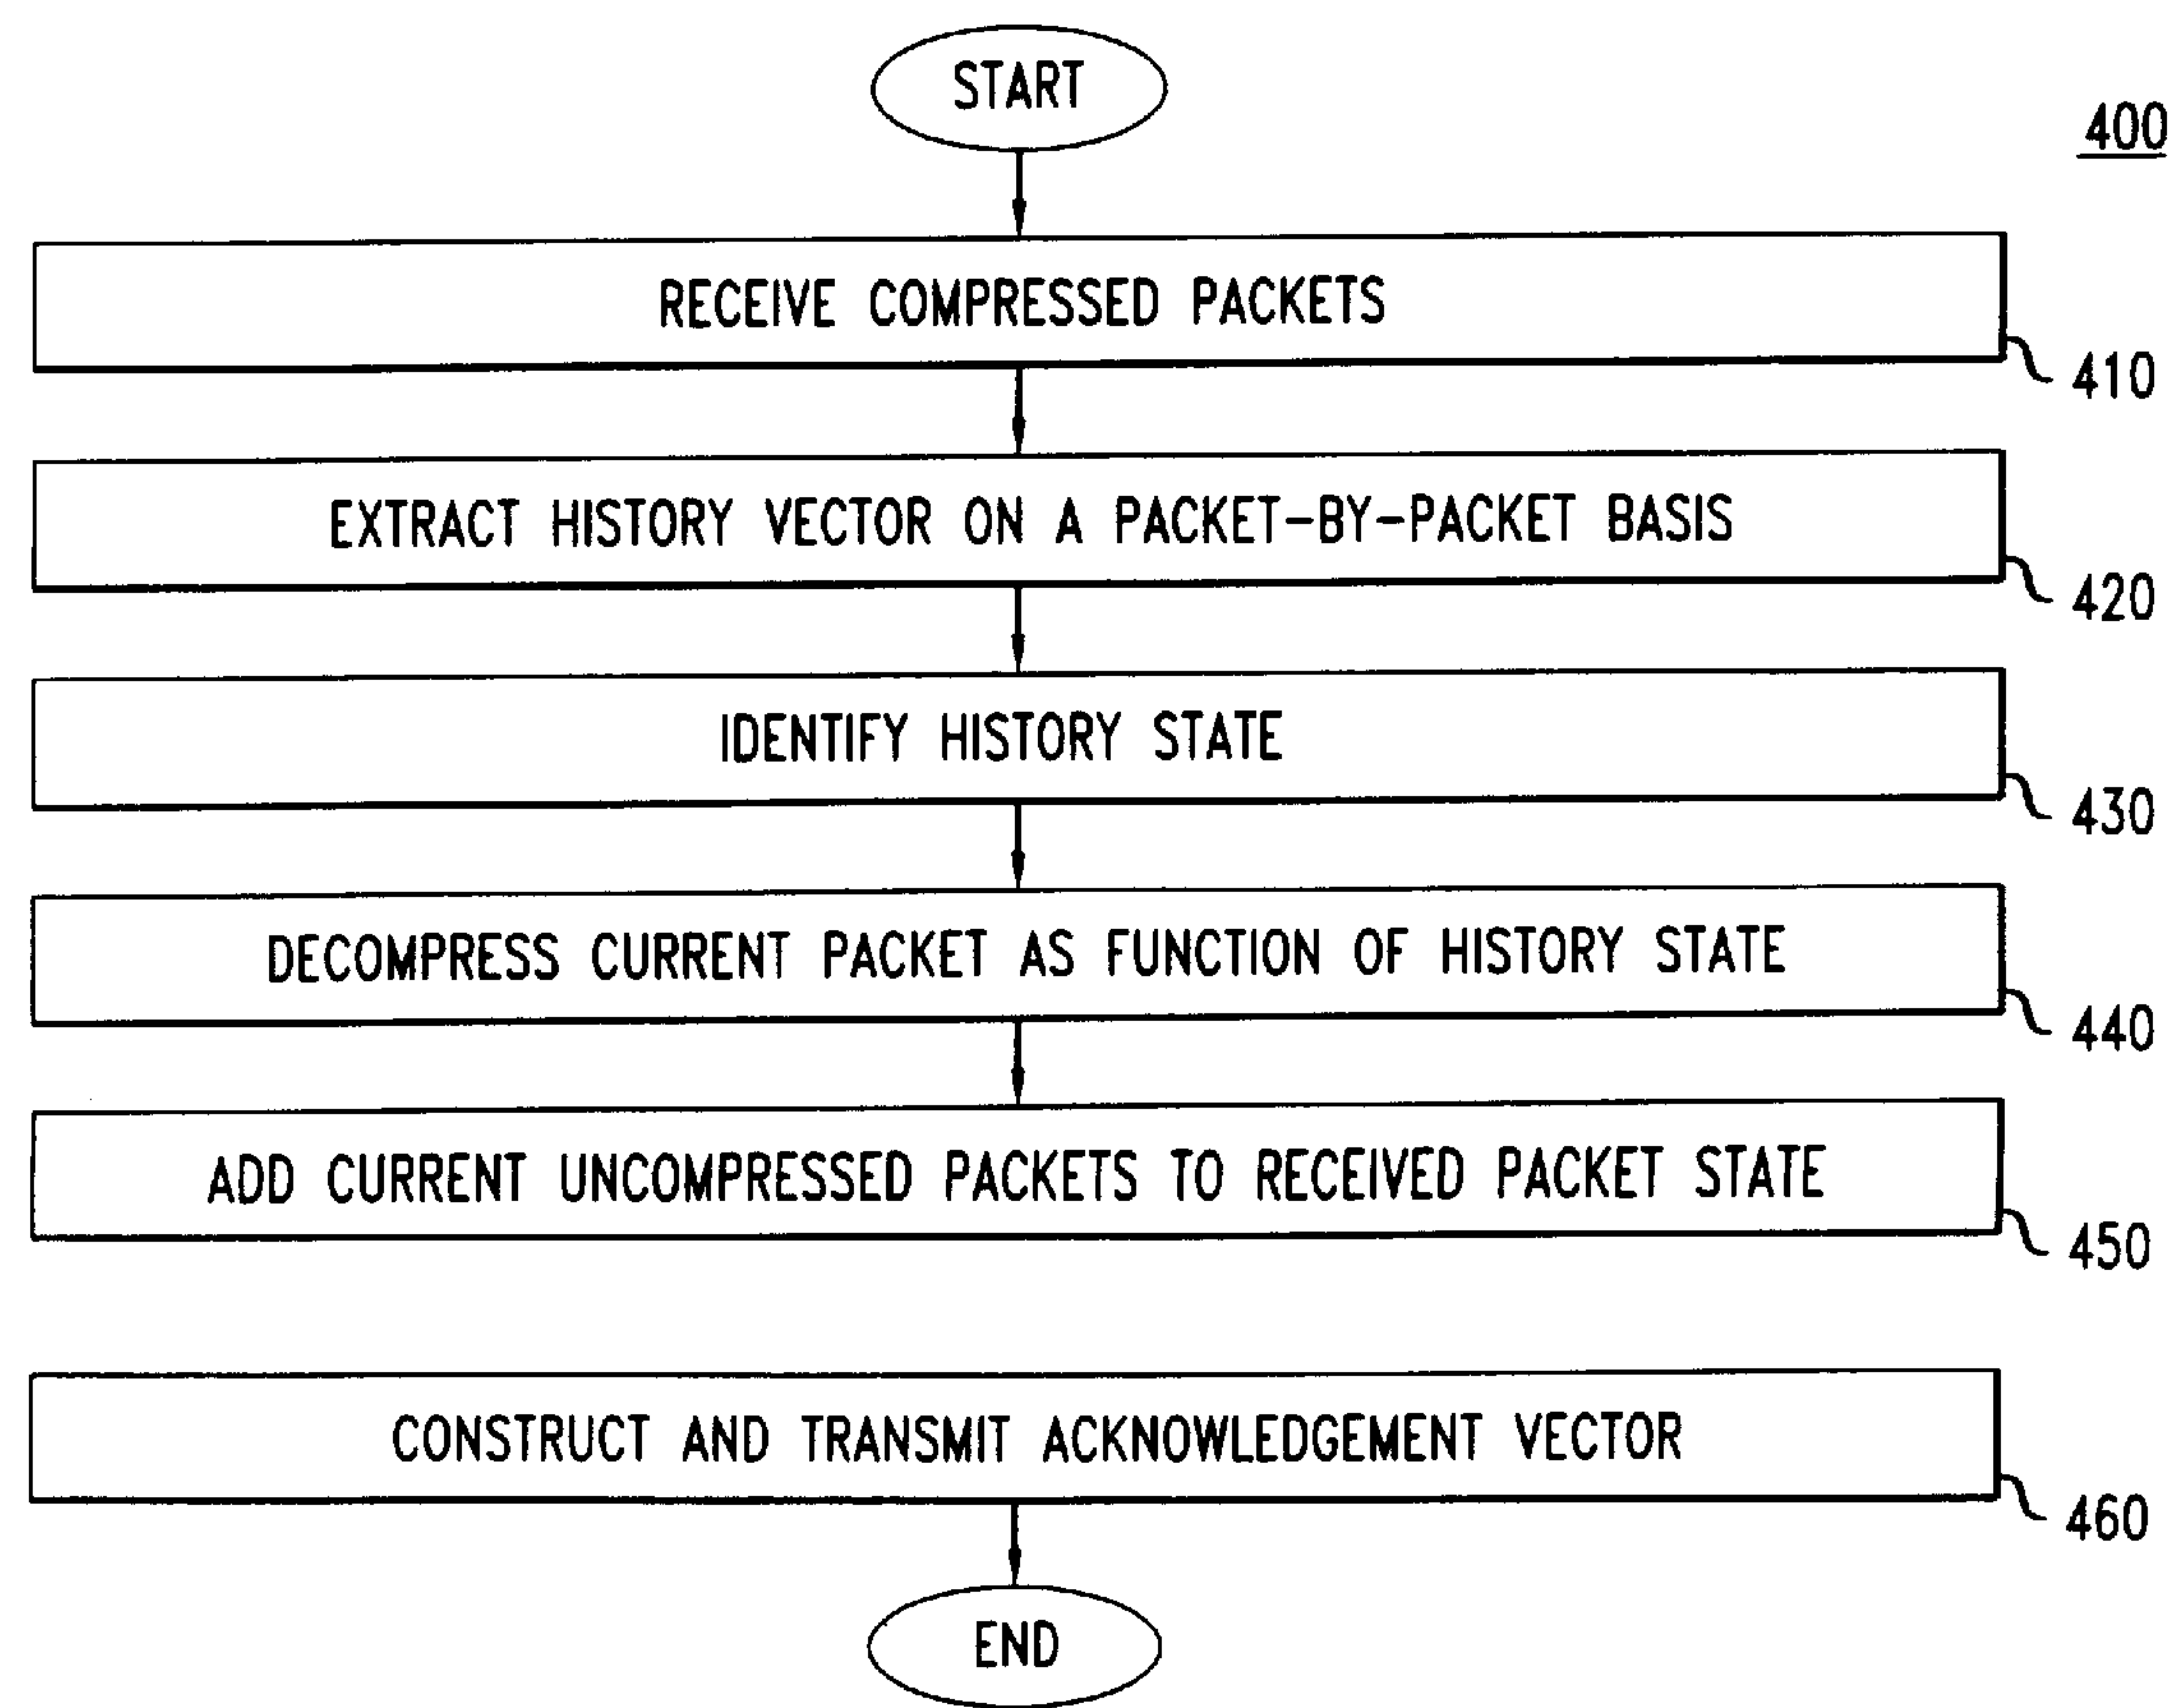 START
400
RECEIVE COMPRESSED PACKETS
410
EXTRACT HISTORY VECTOR ON A PACKET-BY-PACKET BASIS
420
IDENTIFY HISTORY STATE
430
DECOMPRESS CURRENT PACKET AS FUNCTION OF HISTORY STATE
440
ADD CURRENT UNCOMPRESSED PACKETS TO RECEIVED PACKET STATE
450
CONSTRUCT AND TRANSMIT ACKNOWLEDGEMENT VECTOR
460
END